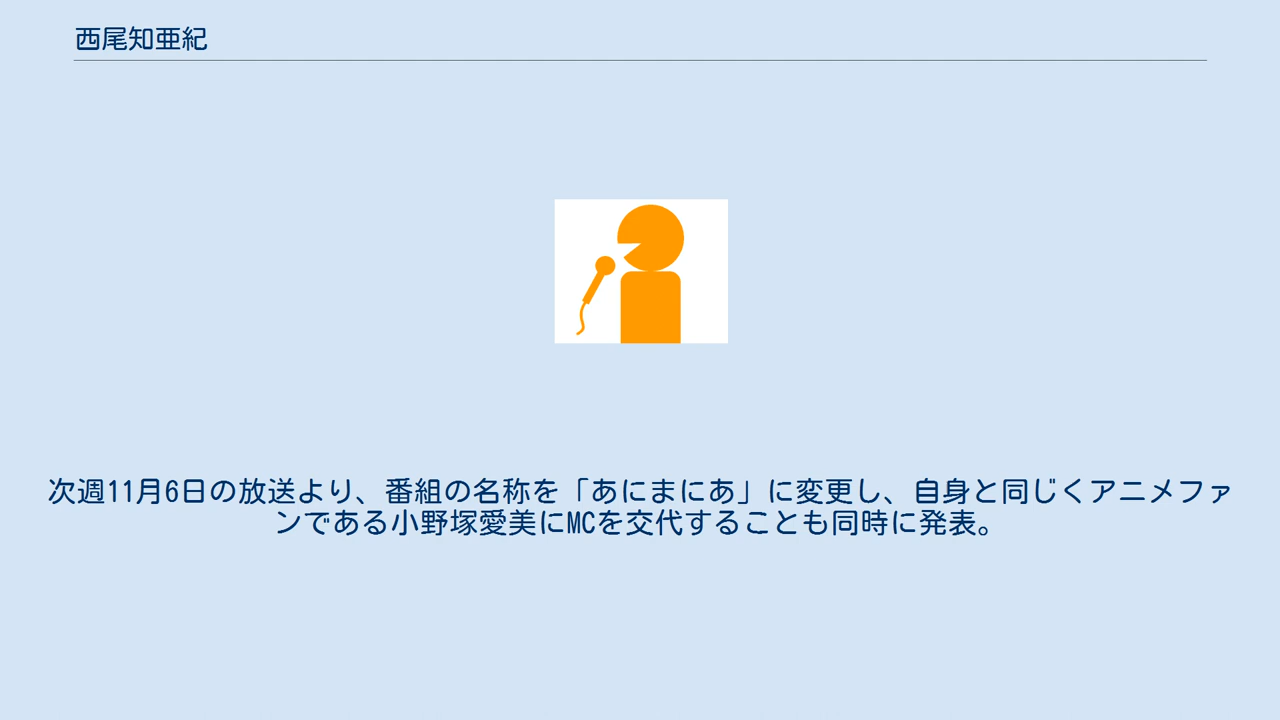 西尾知亜紀
次週11月6日の放送より、番組の名称を「あにまにあ」に変更し、自身と同じくアニメファ
ンである小野塚愛美にMCを交代することも同時に発表。